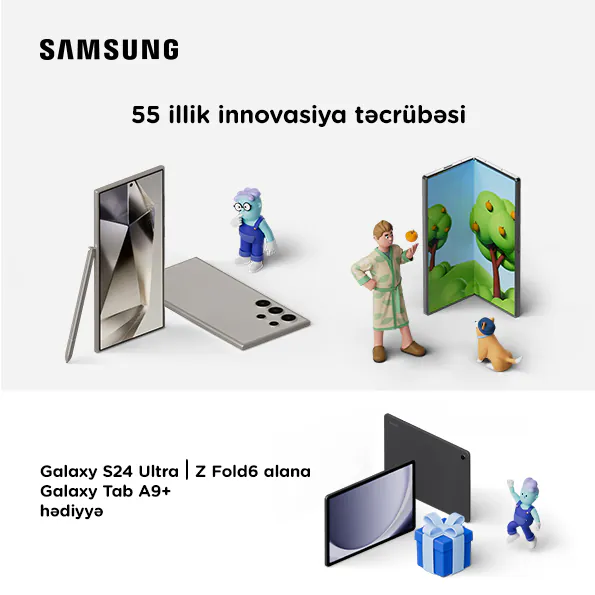 SAMSUNG
55 illik innovasiya təcrübəsi
Galaxy S24 Ultra | Z Fold6 alana
Galaxy Tab A9+
hədiyyə